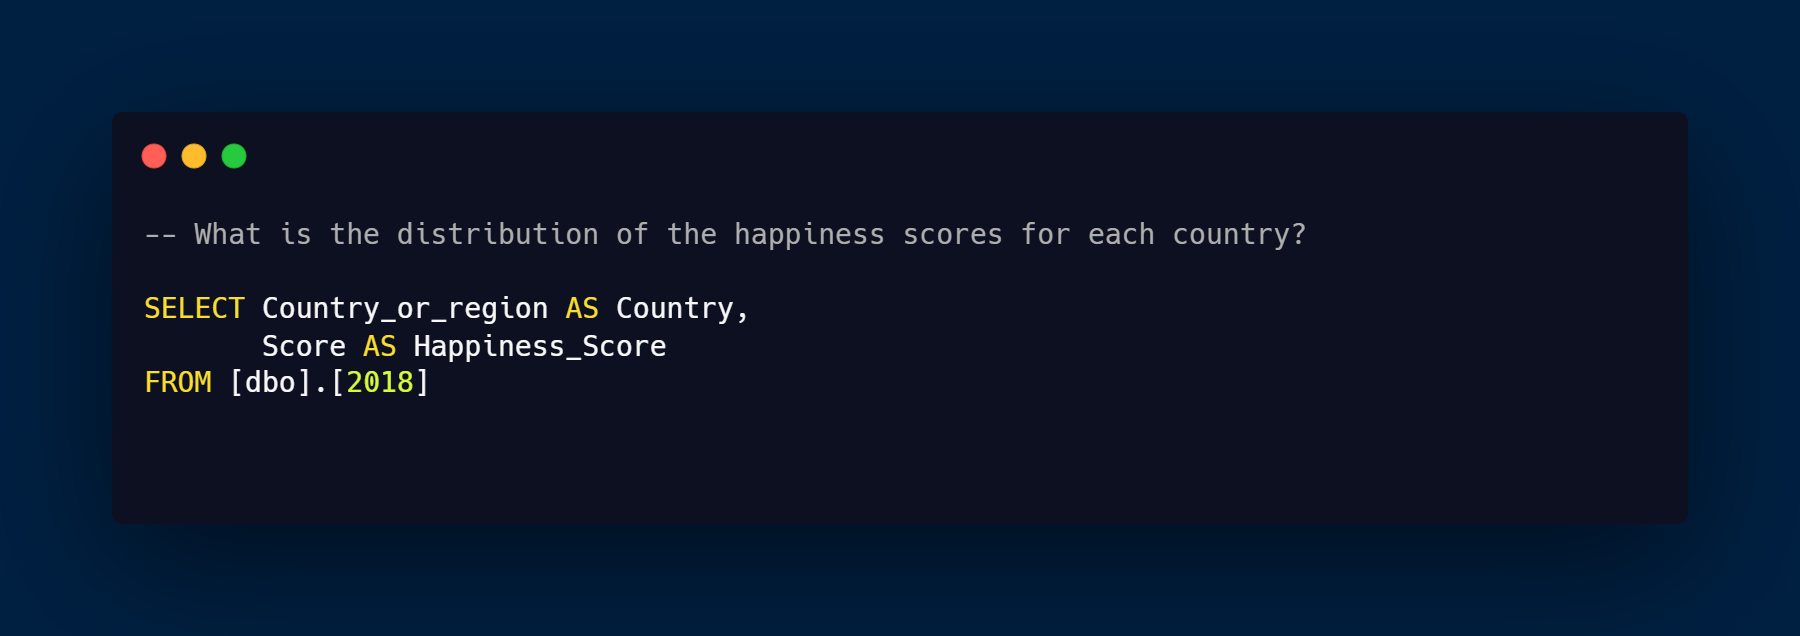 -- What is the distribution of the happiness scores for each country?
SELECT Country_or_region AS Country,
Score AS Happiness_Score
FROM [dbo].[2018]